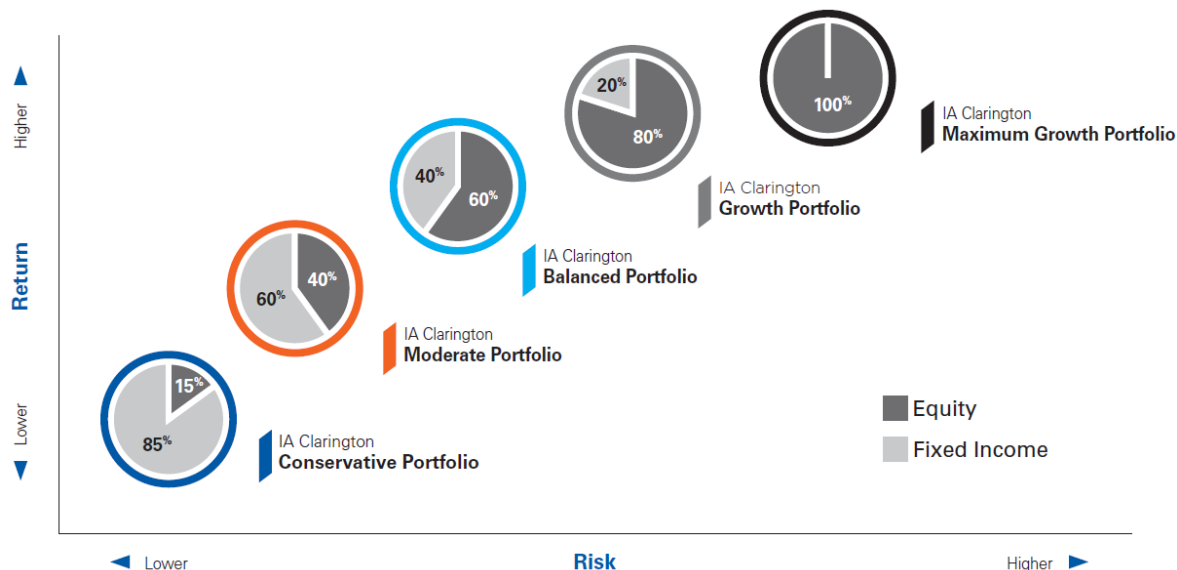 Higher
Return
Lower
100%
IA Clarington
Maximum Growth Portfolio
20%
80%
IA Clarington
Growth Portfolio
40%
60%
IA Clarington
Balanced Portfolio
40%
60%
IA Clarington
Moderate Portfolio
15%
85%
IA Clarington
Conservative Portfolio
Equity
Fixed Income
Lower
Risk
Higher